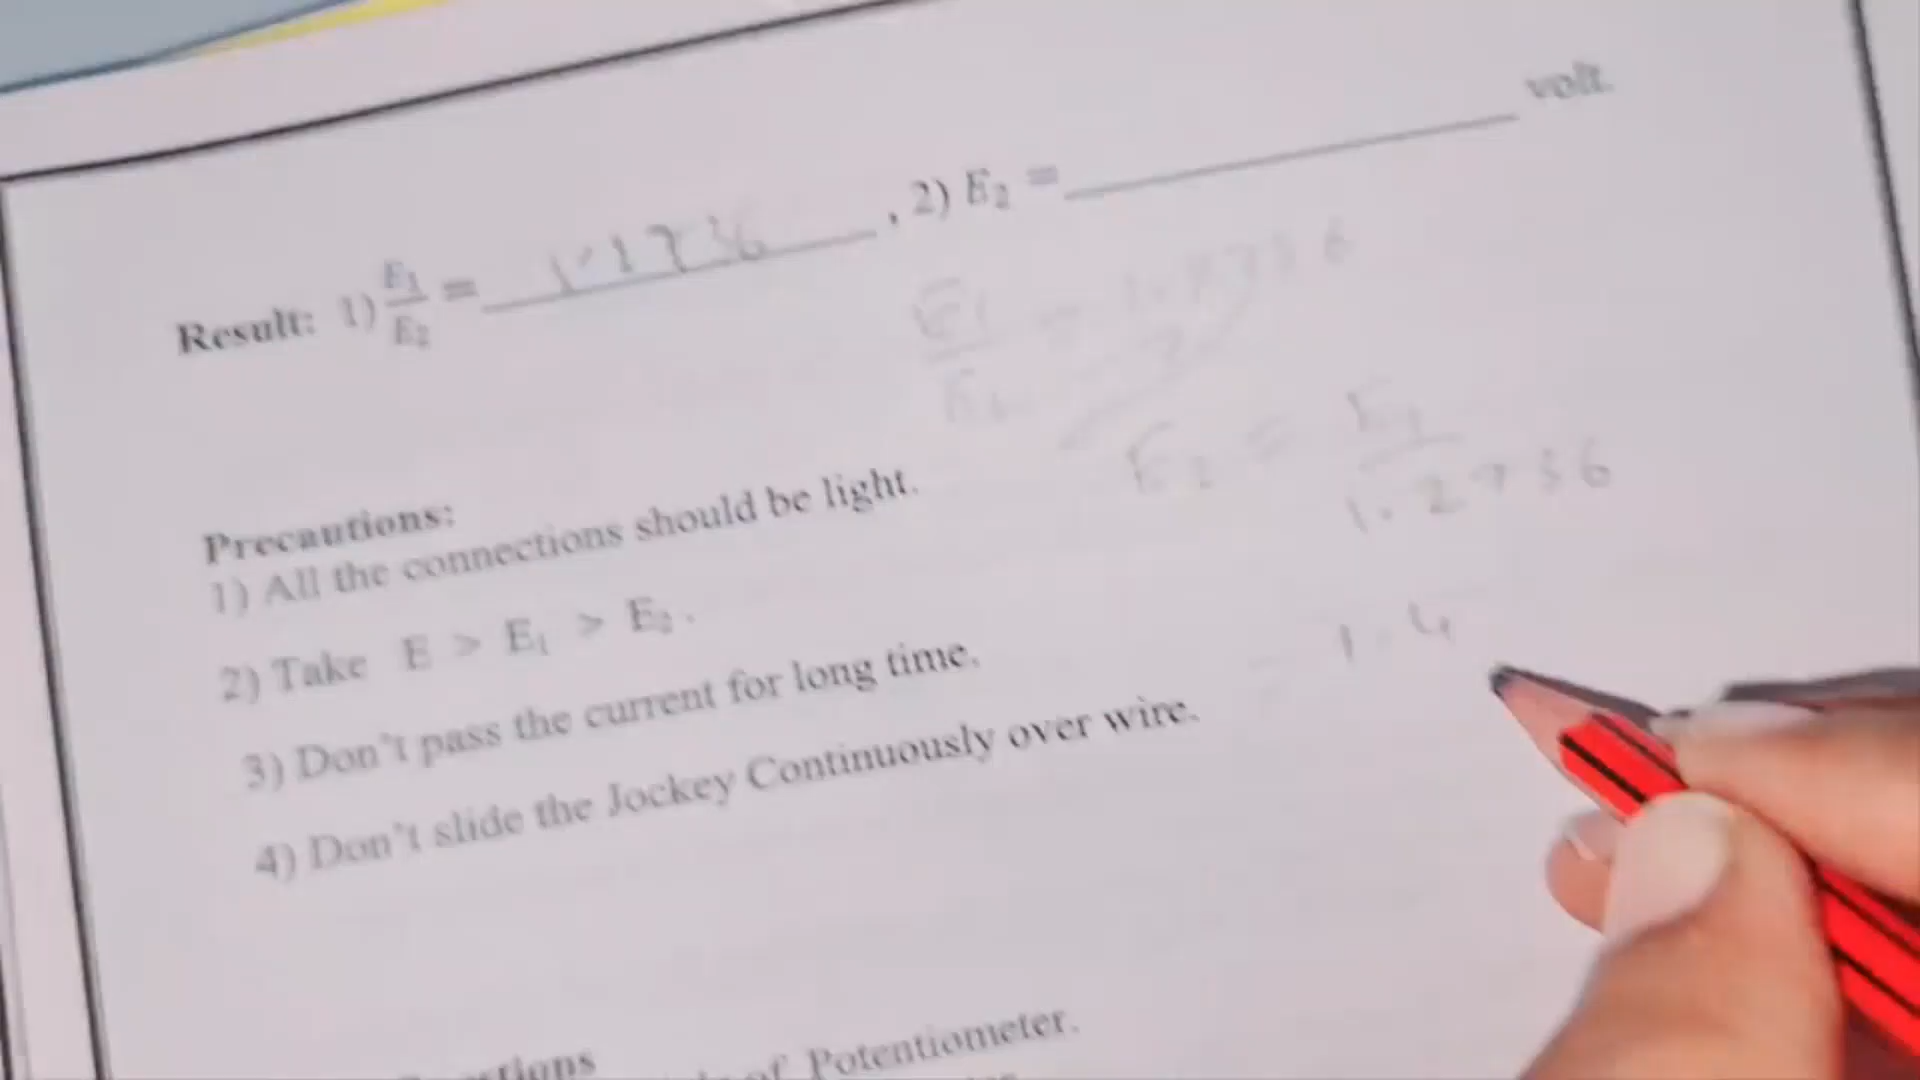 Result: 1) E₁/E₂ = , 2) E₂ = volt.
E₁/E₂ = 1.2736
E₂ = E₁/1.2736
= 1.4
Precautions:
1) All the connections should be light.
2) Take E > E₁ > E₂.
3) Don't pass the current for long time.
4) Don't slide the Jockey Continuously over wire.
of Potentiometer.